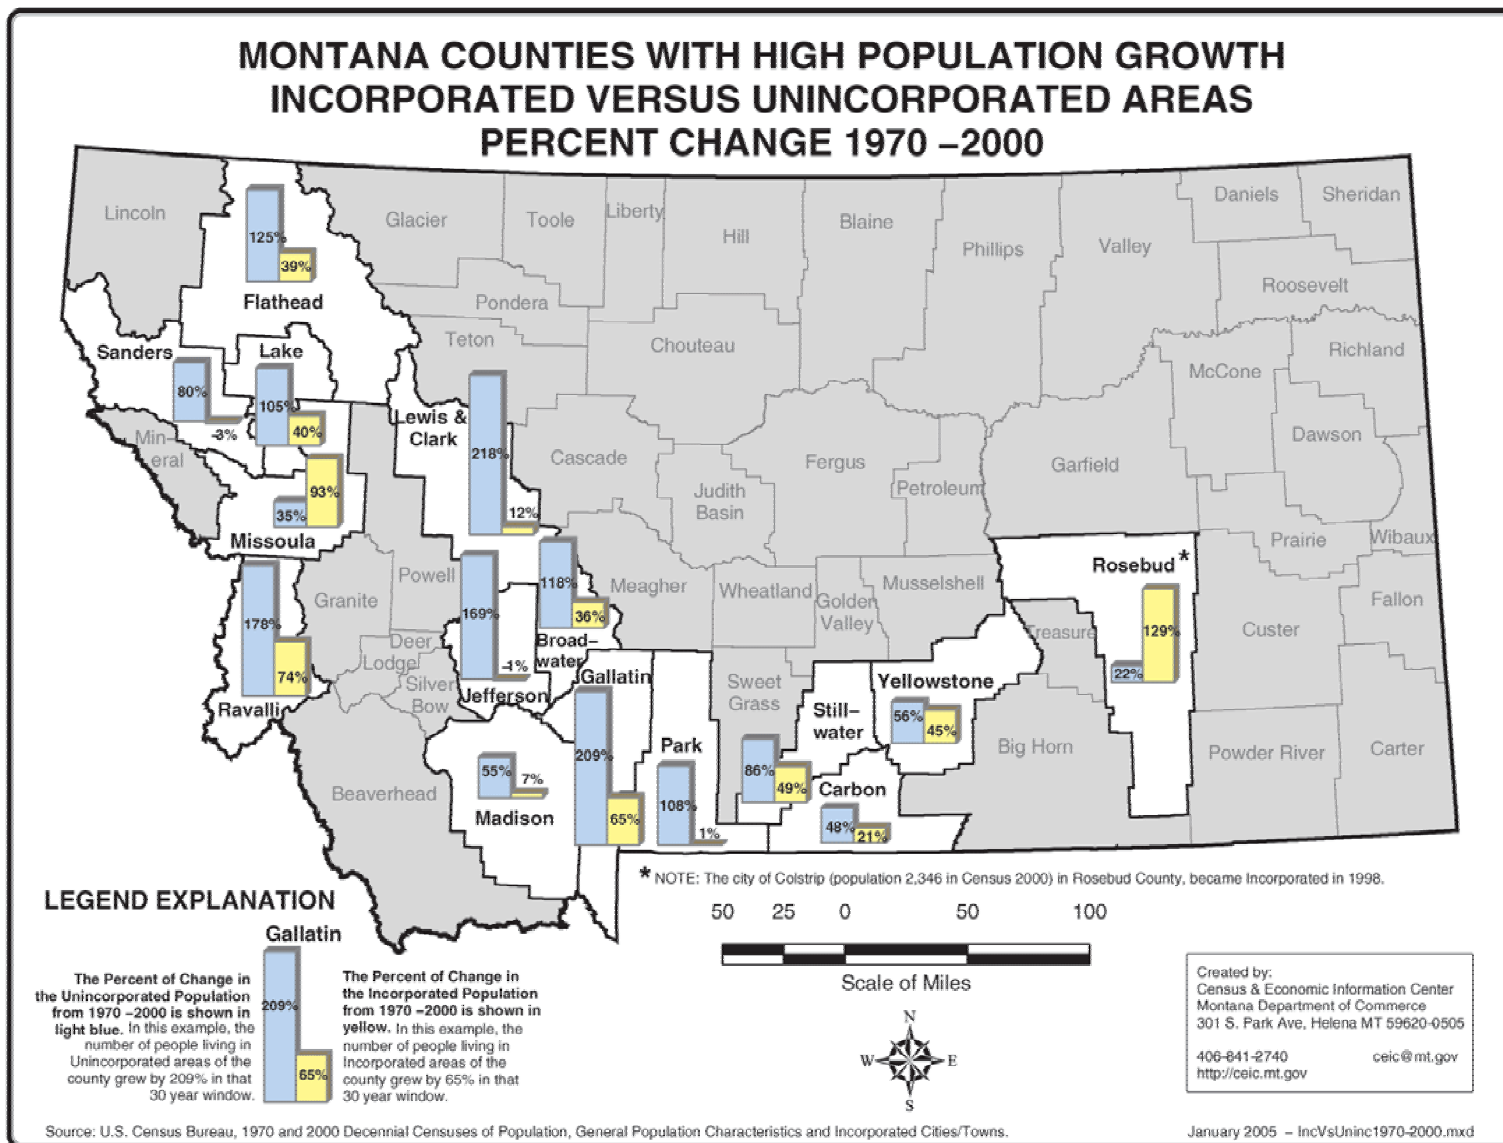 MONTANA COUNTIES WITH HIGH POPULATION GROWTH
INCORPORATED VERSUS UNINCORPORATED AREAS
PERCENT CHANGE 1970 –2000
Lincoln
Glacier
Toole
Liberty
Hill
Blaine
Phillips
Valley
Daniels
Sheridan
Roosevelt
125%
39%
Flathead
Pondera
Teton
Chouteau
McCone
Richland
Sanders
80%
-3%
Lake
105%
40%
Lewis &
Clark
218%
12%
Cascade
Judith
Basin
Fergus
Petroleum
Garfield
Dawson
Min–
eral
93%
35%
Missoula
Prairie
Wibaux
Powell
Granite
Deer
Lodge
Silver
Bow
178%
74%
Ravalli
169%
-1%
Jefferson
118%
36%
Broad–
water
Meagher
Wheatland
Golden
Valley
Musselshell
Treasure
Rosebud*
22%
129%
Custer
Fallon
Gallatin
209%
65%
Park
108%
1%
Sweet
Grass
Still–
water
86%
49%
Yellowstone
56%
45%
Big Horn
Powder River
Carter
Beaverhead
55%
7%
Madison
Carbon
48%
21%
* NOTE: The city of Colstrip (population 2,346 in Census 2000) in Rosebud County, became Incorporated in 1998.
LEGEND EXPLANATION
Gallatin
209%
65%
The Percent of Change in
the Unincorporated Population
from 1970 –2000 is shown in
light blue. In this example, the
number of people living in
Unincorporated areas of the
county grew by 209% in that
30 year window.
The Percent of Change in
the Incorporated Population
from 1970 –2000 is shown in
yellow. In this example, the
number of people living in
Incorporated areas of the
county grew by 65% in that
30 year window.
50 25 0 50 100
Scale of Miles
N
W E
S
Created by:
Census & Economic Information Center
Montana Department of Commerce
301 S. Park Ave, Helena MT 59620-0505
406-841-2740 ceic@mt.gov
http://ceic.mt.gov
Source: U.S. Census Bureau, 1970 and 2000 Decennial Censuses of Population, General Population Characteristics and Incorporated Cities/Towns.
January 2005 – IncVsUninc1970–2000.mxd